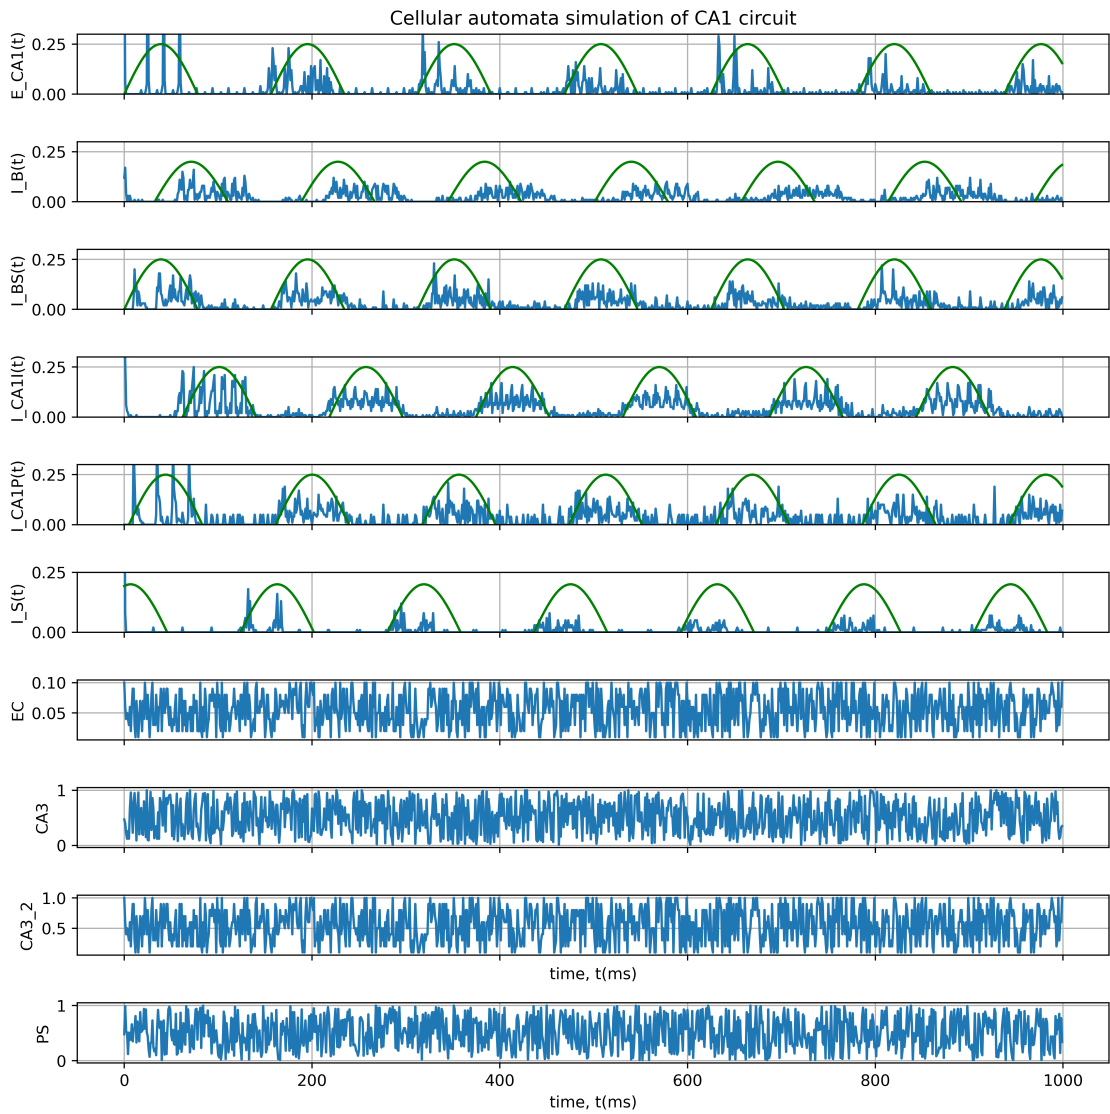 Cellular automata simulation of CA1 circuit
E_CA1(t)
0.25
0.00
I_B(t)
0.25
0.00
I_BS(t)
0.25
0.00
I_CA1I(t)
0.25
0.00
I_CA1P(t)
0.25
0.00
I_S(t)
0.25
0.00
EC
0.10
0.05
CA3
1
0
CA3_2
1.0
0.5
time, t(ms)
PS
1
0
0 200 400 600 800 1000
time, t(ms)